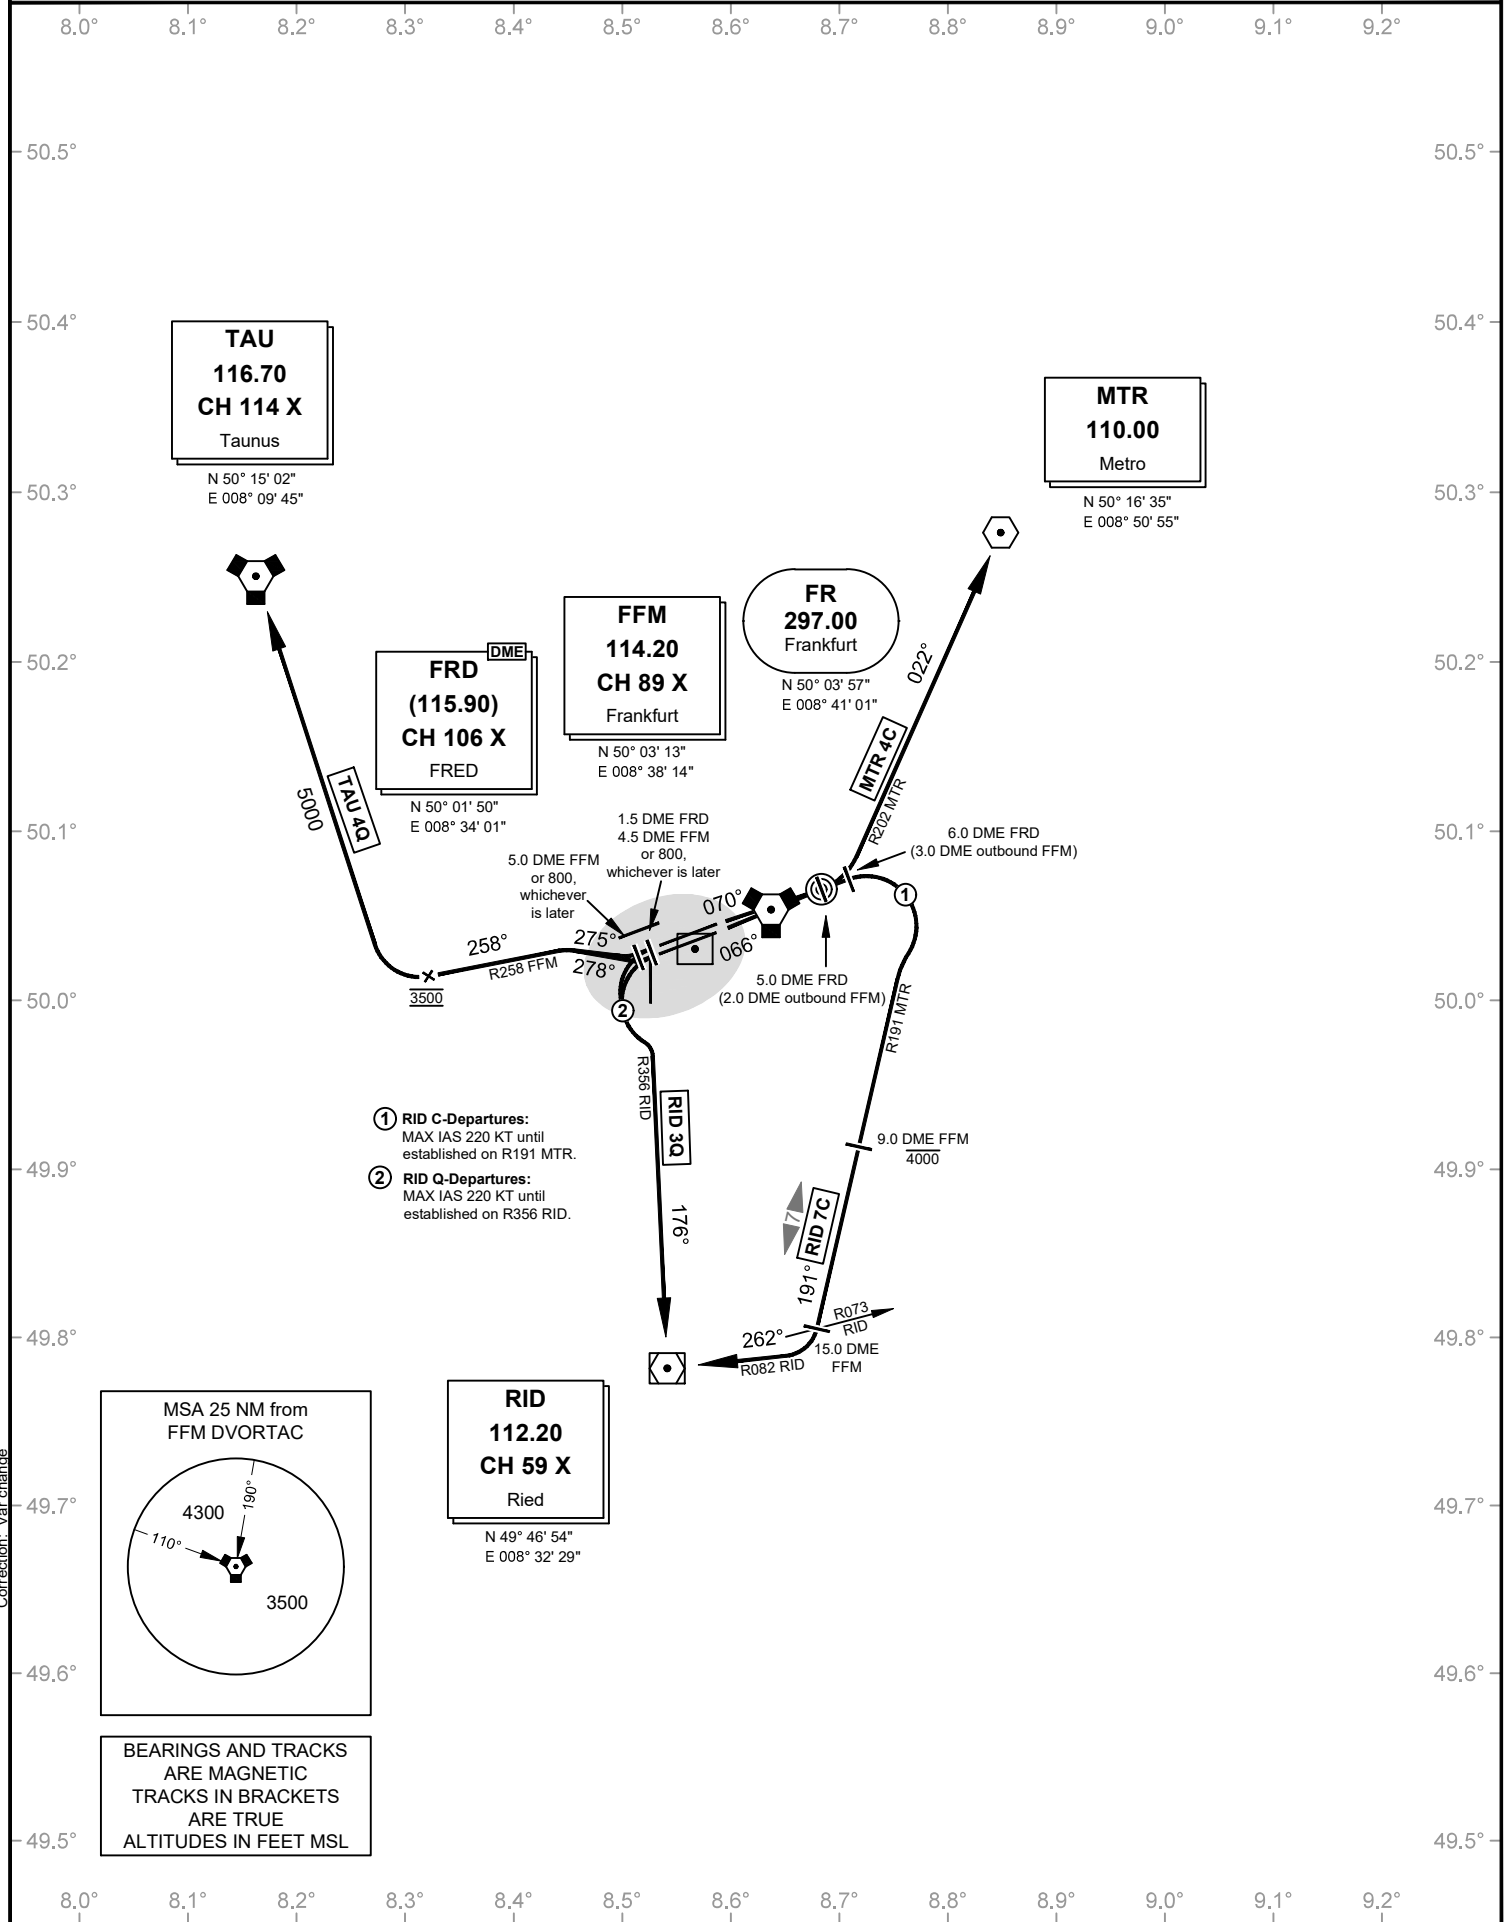 8.0° 8.1° 8.2° 8.3° 8.4° 8.5° 8.6° 8.7° 8.8° 8.9° 9.0° 9.1° 9.2°
50.5° 50.5°
50.4° 50.4°
TAU
116.70
CH 114 X
Taunus
N 50° 15' 02"
E 008° 09' 45"
MTR
110.00
Metro
N 50° 16' 35"
E 008° 50' 55"
50.3° 50.3°
FR
297.00
Frankfurt
N 50° 03' 57"
E 008° 41' 01"
FFM
114.20
CH 89 X
Frankfurt
N 50° 03' 13"
E 008° 38' 14"
DME
FRD
(115.90)
CH 106 X
FRED
N 50° 01' 50"
E 008° 34' 01"
50.2° 50.2°
022°
MTR 4C
R202 MTR
TAU 4Q
5000
50.1° 50.1°
1.5 DME FRD
4.5 DME FFM
or 800,
whichever is later
5.0 DME FFM
or 800,
whichever
is later
6.0 DME FRD
(3.0 DME outbound FFM)
1
070°
066°
275°
278°
258°
R258 FFM
3500
5.0 DME FRD
(2.0 DME outbound FFM)
50.0° 50.0°
2
R191 MTR
R356 RID
RID 3Q
176°
1 RID C-Departures:
MAX IAS 220 KT until
established on R191 MTR.
2 RID Q-Departures:
MAX IAS 220 KT until
established on R356 RID.
9.0 DME FFM
4000
49.9° 49.9°
7
RID 7C
191°
R073
RID
49.8° 49.8°
262°
R082 RID
15.0 DME
FFM
RID
112.20
CH 59 X
Ried
N 49° 46' 54"
E 008° 32' 29"
MSA 25 NM from
FFM DVORTAC
4300
190°
110°
3500
Correction: Var change
49.7° 49.7°
49.6° 49.6°
BEARINGS AND TRACKS
ARE MAGNETIC
TRACKS IN BRACKETS
ARE TRUE
ALTITUDES IN FEET MSL
49.5° 49.5°
8.0° 8.1° 8.2° 8.3° 8.4° 8.5° 8.6° 8.7° 8.8° 8.9° 9.0° 9.1° 9.2°